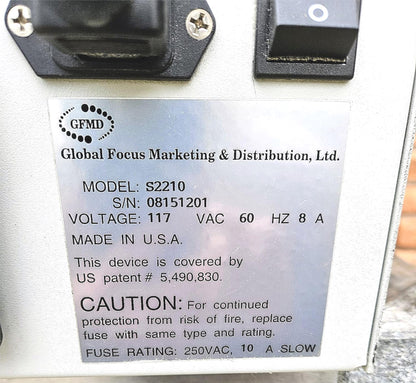 O
GFMD
Global Focus Marketing & Distribution, Ltd.
MODEL: S2210
S/N: 08151201
VOLTAGE: 117 VAC 60 HZ 8 A
MADE IN U.S.A.
This device is covered by
US patent# 5,490,830.
CAUTION: For continued
protection from risk of fire, replace
fuse with same type and rating.
FUSE RATING: 250VAC, 10 A SLOW